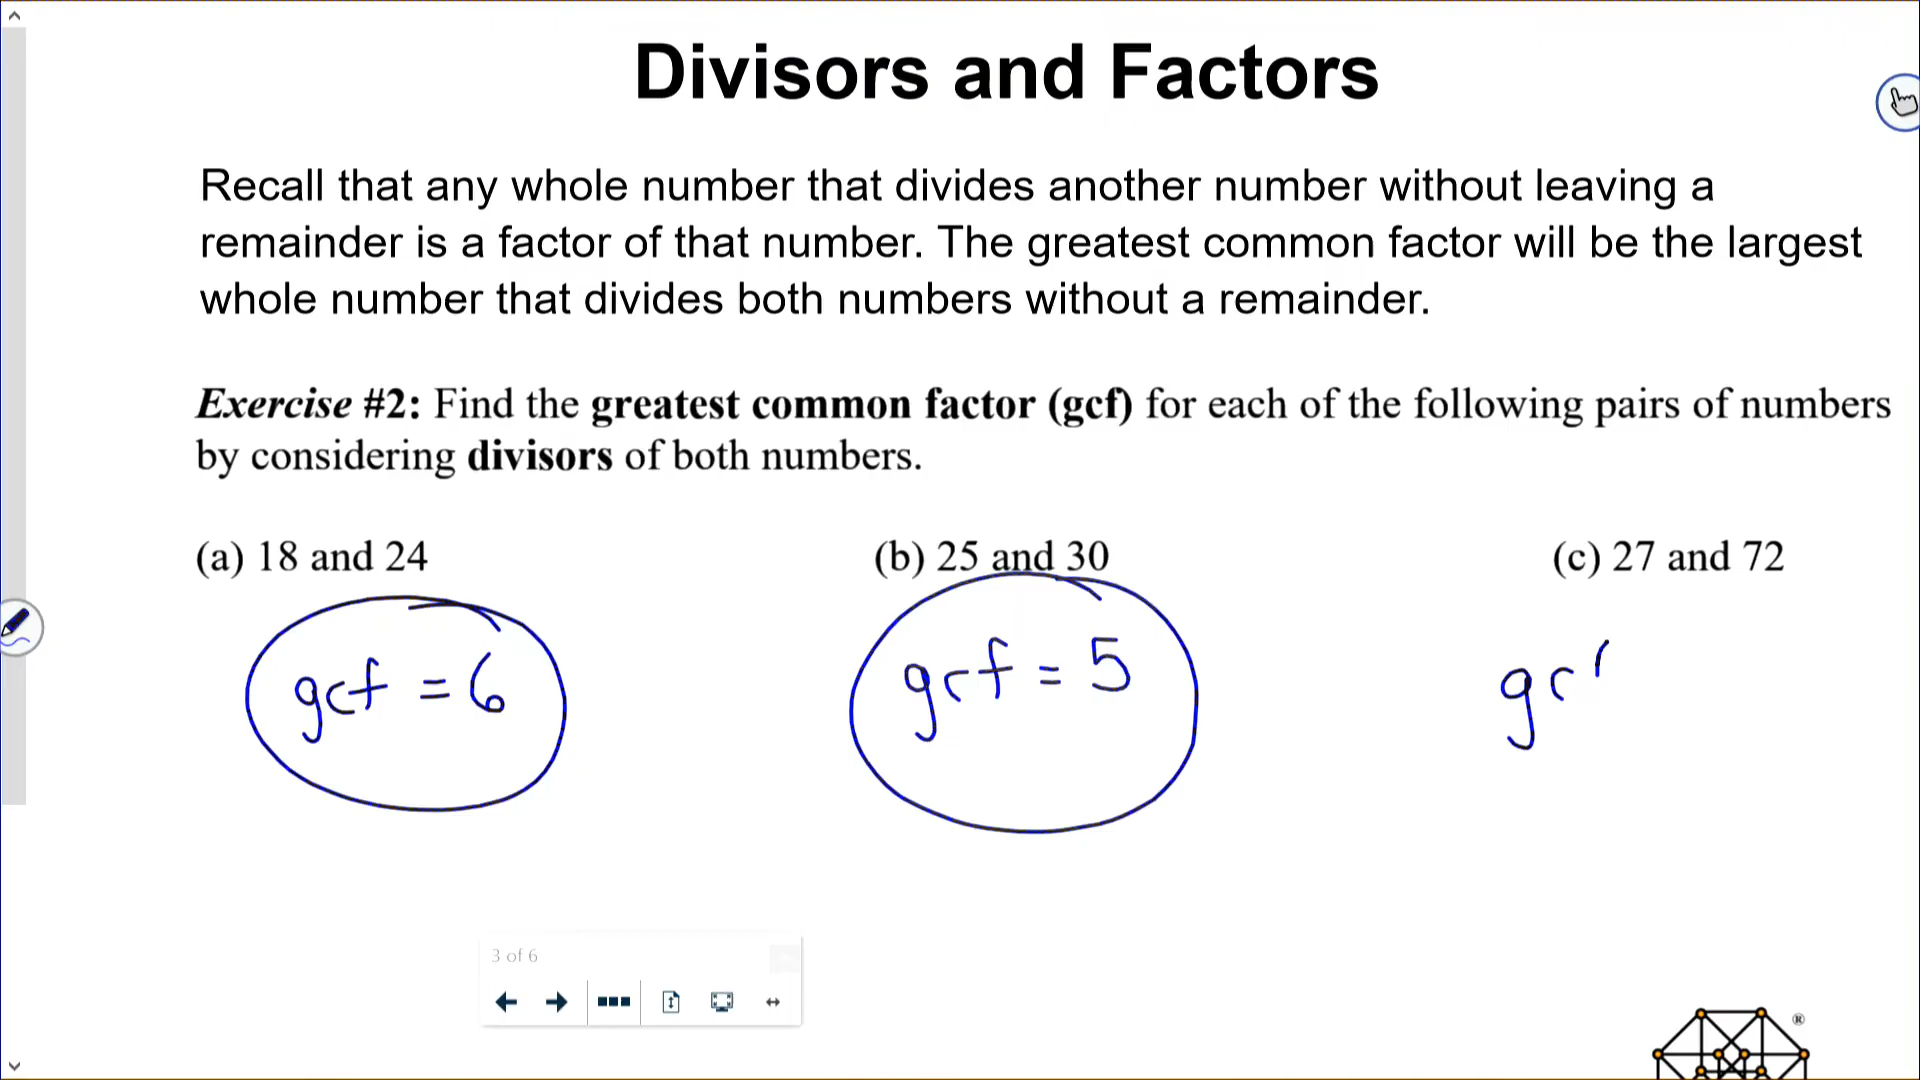 Divisors and Factors
Recall that any whole number that divides another number without leaving a
remainder is a factor of that number. The greatest common factor will be the largest
whole number that divides both numbers without a remainder.
Exercise #2: Find the greatest common factor (gcf) for each of the following pairs of numbers
by considering divisors of both numbers.
(a) 18 and 24 (b) 25 and 30 (c) 27 and 72
gcf = 6 gcf = 5 gc
3 of 6
®